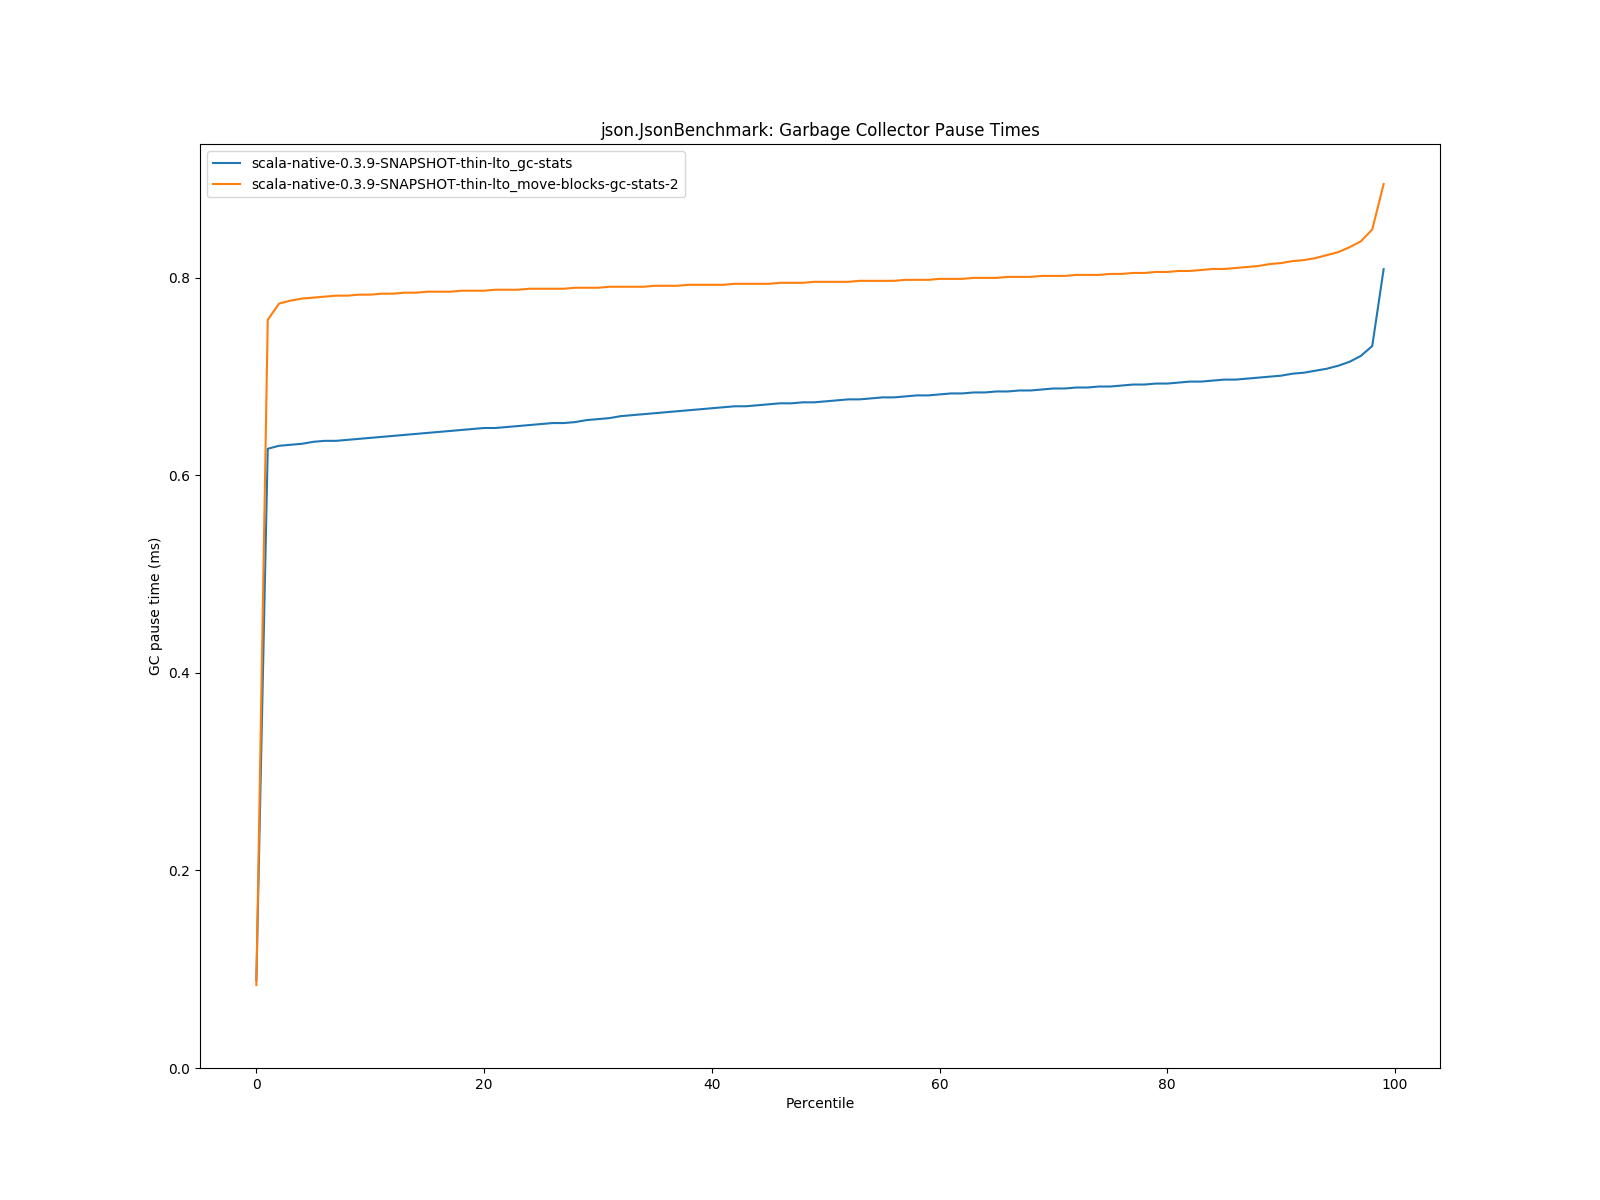 json.JsonBenchmark: Garbage Collector Pause Times
scala-native-0.3.9-SNAPSHOT-thin-lto_gc-stats
scala-native-0.3.9-SNAPSHOT-thin-lto_move-blocks-gc-stats-2
0.8
0.6
0.4
0.2
0.0
GC pause time (ms)
0 20 40 60 80 100
Percentile